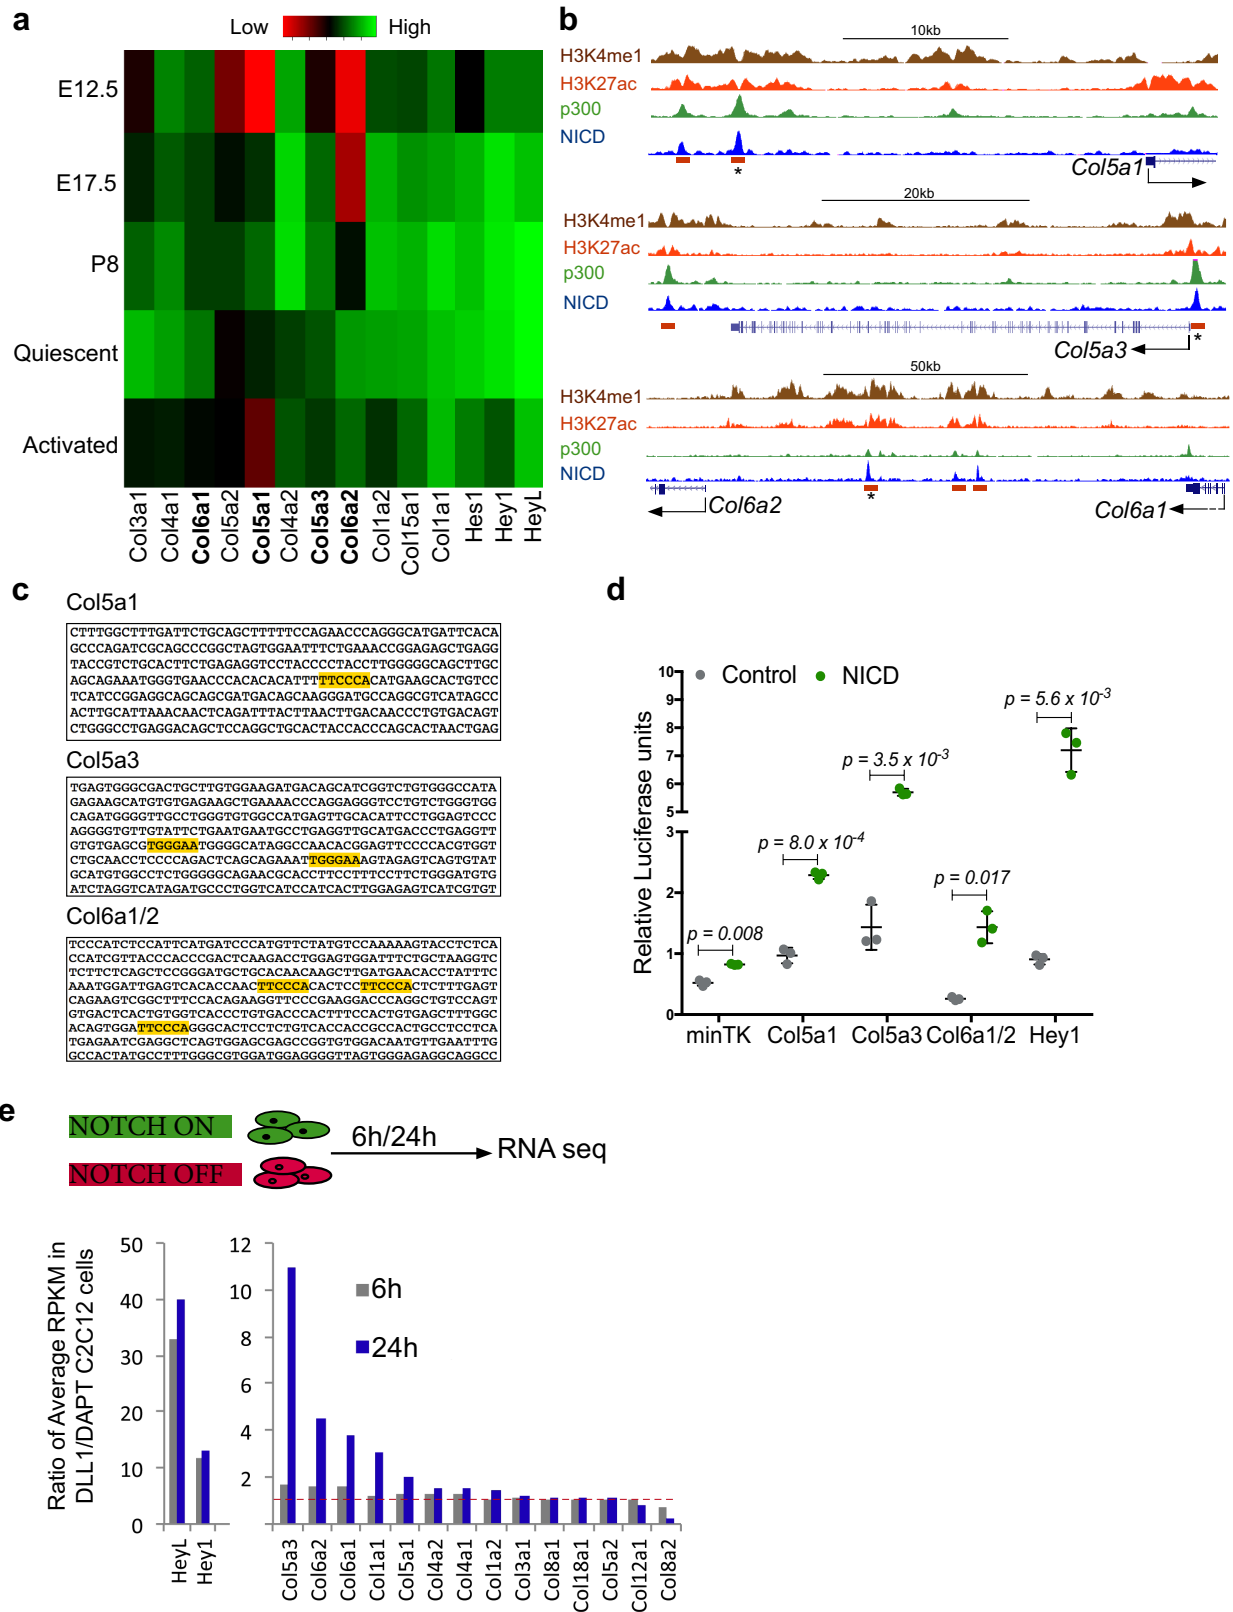 a
Low
High
E12.5
E17.5
P8
Quiescent
Activated
Col3a1
Col4a1
Col6a1
Col5a2
Col5a1
Col4a2
Col5a3
Col6a2
Col1a2
Col15a1
Col1a1
Hes1
Hey1
HeyL
b
10kb
H3K4me1
H3K27ac
p300
NICD
*
Col5a1
20kb
H3K4me1
H3K27ac
p300
NICD
*
Col5a3
50kb
H3K4me1
H3K27ac
p300
NICD
*
Col6a2
Col6a1
c
Col5a1
CTTTGGCTTTGATTCTGCAGCTTTTTCCAGAACCCAGGGCATGATTCACA
GCCCAGATCGCAGCCCGGCTAGTGGAATTTCTGAAACCGGAGAGCTGAGG
TACCGTCTGCACTTCTGAGAGGTCCTACCCCTACCTTGGGGGCAGCTTGC
AGCAGAAATGGGTGAACCCACACACATTTTTCCCACATGAAGCACTGTCC
TCATCCGGAGGCAGCAGCGATGACAGCAAGGGATGCCAGGCGTCATAGCC
ACTTGCATTAAACAACTCAGATTTACTTAACTTGACAACCCTGTGACAGT
CTGGGCCTGAGGACAGCTCCAGGCTGCACTACCACCCAGCACTAACTGAG
Col5a3
TGAGTGGGCGACTGCTTGTGGAAGATGACAGCATCGGTCTGTGGGCCATA
GAGAAGCATGTGTGAGAAGCTGAAAACCCAGGAGGGTCCTGTCTGGGTGG
CAGATGGGGTTGCCTGGGTGTGGCCATGAGTTGCACATTCCTGGAGTCCC
AGGGGTGTTGTATTCTGAATGAATGCCTGAGGTTGCATGACCCTGAGGTT
GTGTGAGCGTGGGAATGGGGCATAGGCCAACACGGAGTTCCCCACGTGGT
CTGCAACCTCCCCAGACTCAGCAGAAATTGGGAAAGTAGAGTCAGTGTAT
GCATGTGGCCTCTGGGGGCAGAACGCACCTTCCTTTCCTTCTGGGATGTG
ATCTAGGTCATAGATGCCCTGGTCATCCATCACTTGGAGAGTCATCGTGT
Col6a1/2
TCCCATCTCCATTCATGATCCCATGTTCTATGTCCAAAAAGTACCTCTCA
CCATCGTTACCCACCCGACTCAAGACCTGGAGTGGATTTCTGCTAAGGTC
TCTTCTCAGCTCCGGGATGCTGCACAACAAGCTTGATGAACACCTATTTC
AAATGGATTGAGTCACACCAACTTCCCACACTCCTTCCCACTCTTTGAGT
CAGAAGTCGGCTTTCCACAGAAGGTTCCCGAAGGACCCAGGCTGTCCAGT
GTGACTCACTGTGGTCACCCTGTGACCCACTTTCCACTGTGAGCTTTGGC
ACAGTGGATTCCCAGGGCACTCCTCTGTCACCACCGCCACTGCCTCCTCA
TGAGAATCGAGGCTCAGTGGAGCGAGCCGGTGTGGACAATGTTGAATTTG
GCCACTATGCCTTTGGGCGTGGATGGAGGGGTTAGTGGGAGAGGCAGGCC
d
Control
NICD
Relative Luciferase units
10
9
8
7
6
5
3
2
1
0
p = 0.008
p = 8.0 x 10-4
p = 3.5 x 10-3
p = 0.017
p = 5.6 x 10-3
minTK
Col5a1
Col5a3
Col6a1/2
Hey1
e
NOTCH ON
NOTCH OFF
6h/24h
RNA seq
Ratio of Average RPKM in
DLL1/DAPT C2C12 cells
50
40
30
20
10
0
HeyL
Hey1
12
10
8
6
4
2
6h
24h
Col5a3
Col6a2
Col6a1
Col1a1
Col5a1
Col4a2
Col4a1
Col1a2
Col3a1
Col8a1
Col18a1
Col5a2
Col12a1
Col8a2